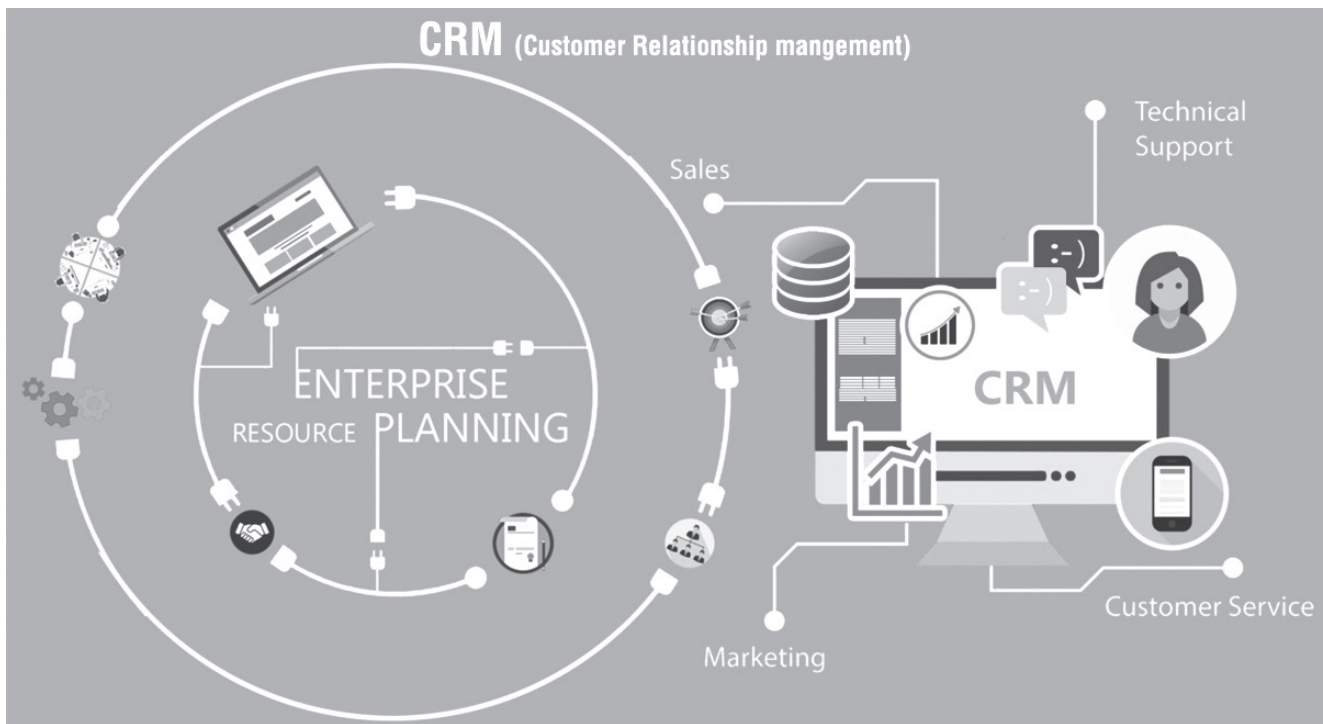 CRM (Customer Relationship mangement)
Technical
Support
Sales
:-)
:-)
ENTERPRISE
RESOURCE PLANNING
CRM
Customer Service
Marketing